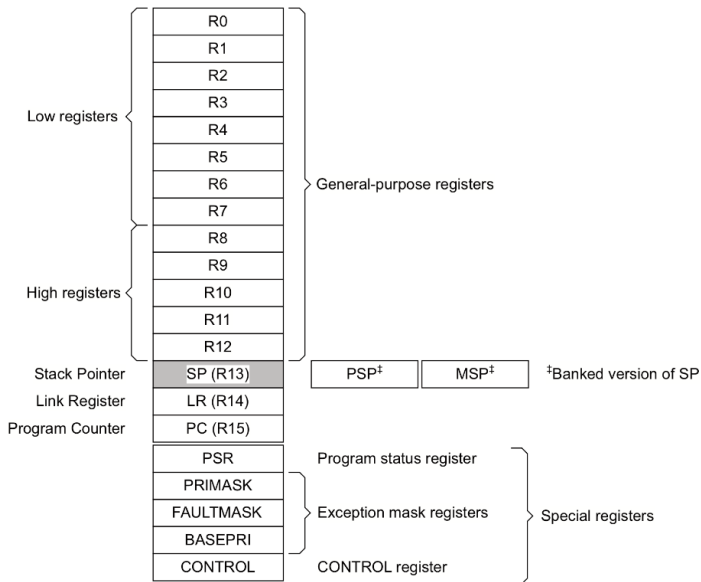 R0
R1
R2
R3
Low registers
R4
R5
R6
General-purpose registers
R7
R8
R9
High registers
R10
R11
R12
Stack Pointer SP (R13) PSP‡ MSP‡ ‡Banked version of SP
Link Register LR (R14)
Program Counter PC (R15)
PSR Program status register
PRIMASK
FAULTMASK Exception mask registers Special registers
BASEPRI
CONTROL CONTROL register